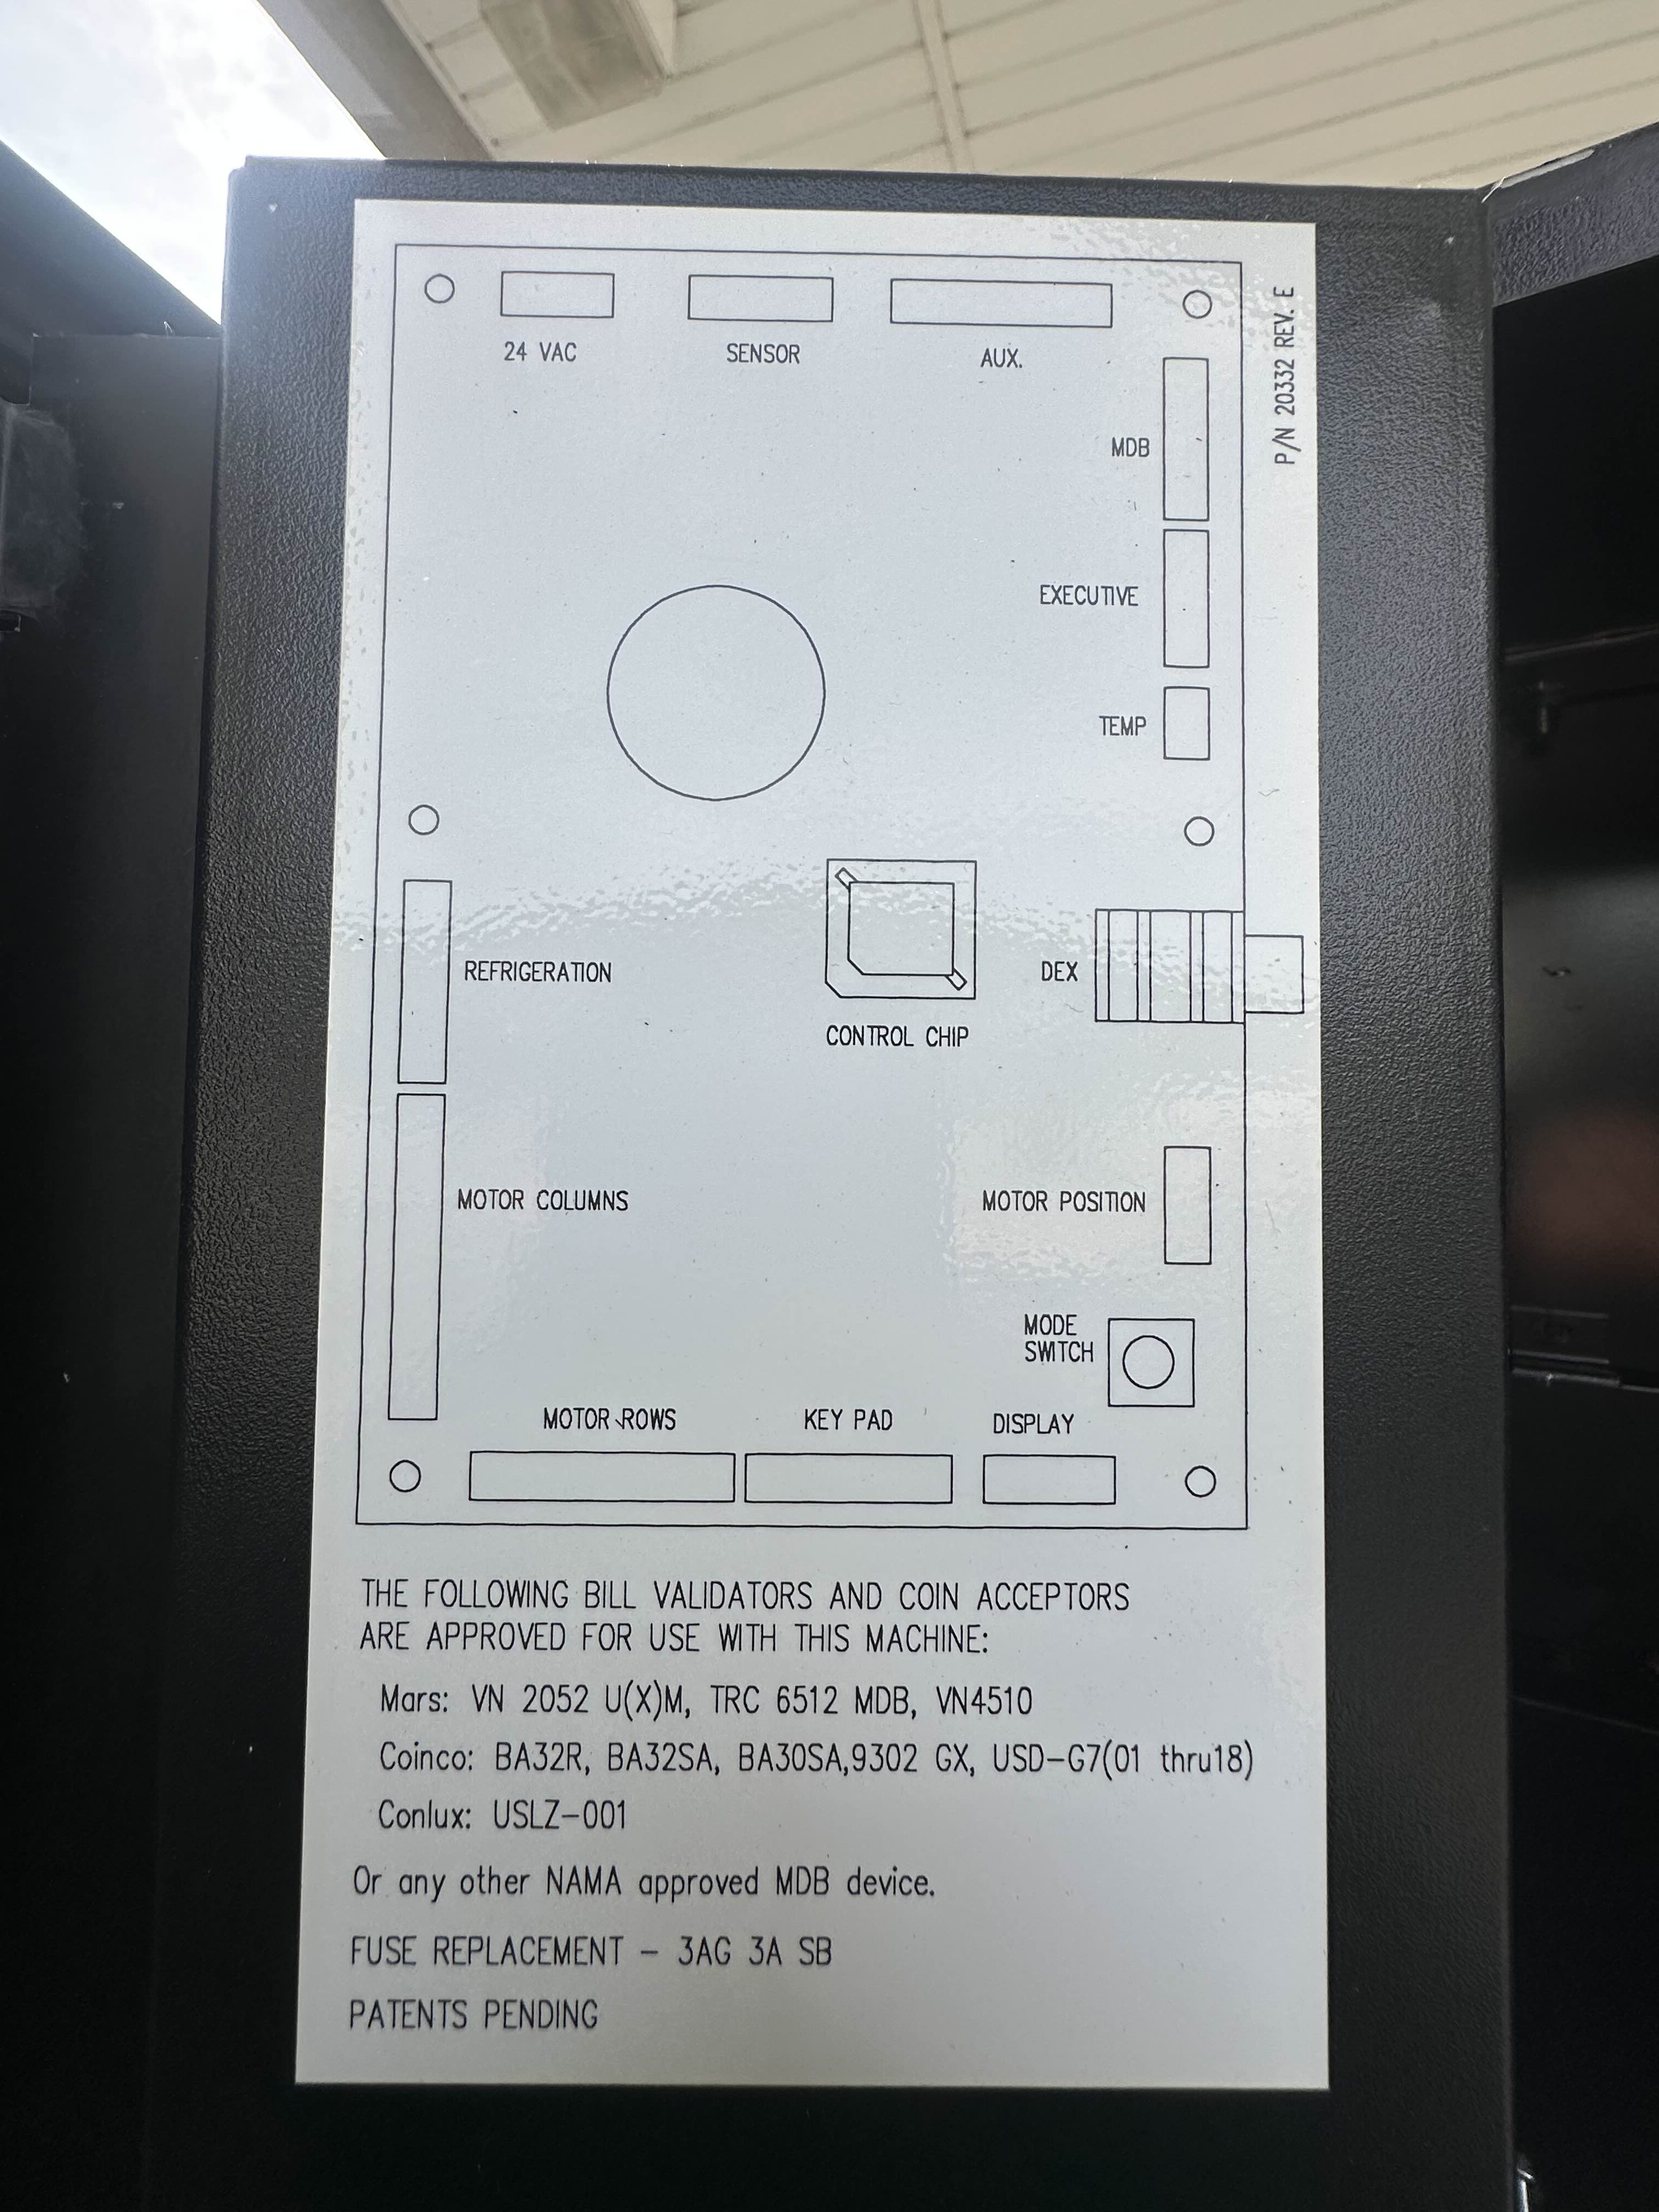 24 VAC
SENSOR
AUX.
P/N 20332 REV. E
MDB
EXECUTIVE
TEMP
REFRIGERATION
CONTROL CHIP
DEX
MOTOR COLUMNS
MOTOR POSITION
MODE
SWITCH
MOTOR ROWS
KEY PAD
DISPLAY
THE FOLLOWING BILL VALIDATORS AND COIN ACCEPTORS
ARE APPROVED FOR USE WITH THIS MACHINE:
Mars: VN 2052 U(X)M, TRC 6512 MDB, VN4510
Coinco: BA32R, BA32SA, BA30SA,9302 GX, USD-G7(01 thru18)
Conlux: USLZ-001
Or any other NAMA approved MDB device.
FUSE REPLACEMENT - 3AG 3A SB
PATENTS PENDING